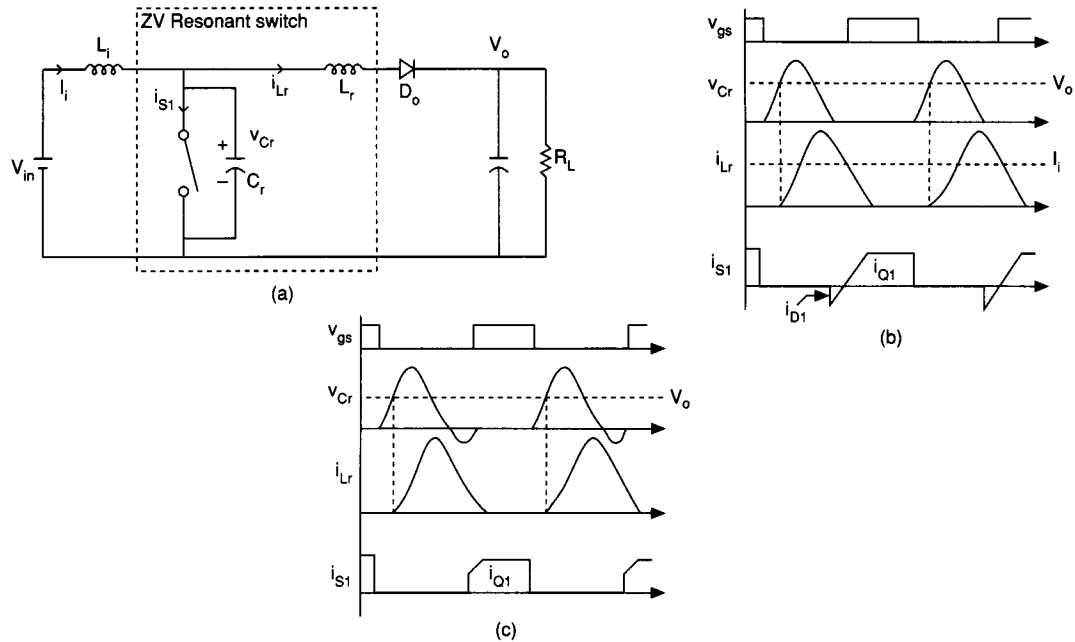 ZV Resonant switch
L_i
I_i
i_S1
i_Lr
L_r
D_o
V_o
V_in
+
v_Cr
–
C_r
R_L
(a)
v_gs
v_Cr
V_o
i_Lr
I_i
i_S1
i_Q1
i_D1
(b)
v_gs
v_Cr
V_o
i_Lr
i_S1
i_Q1
(c)